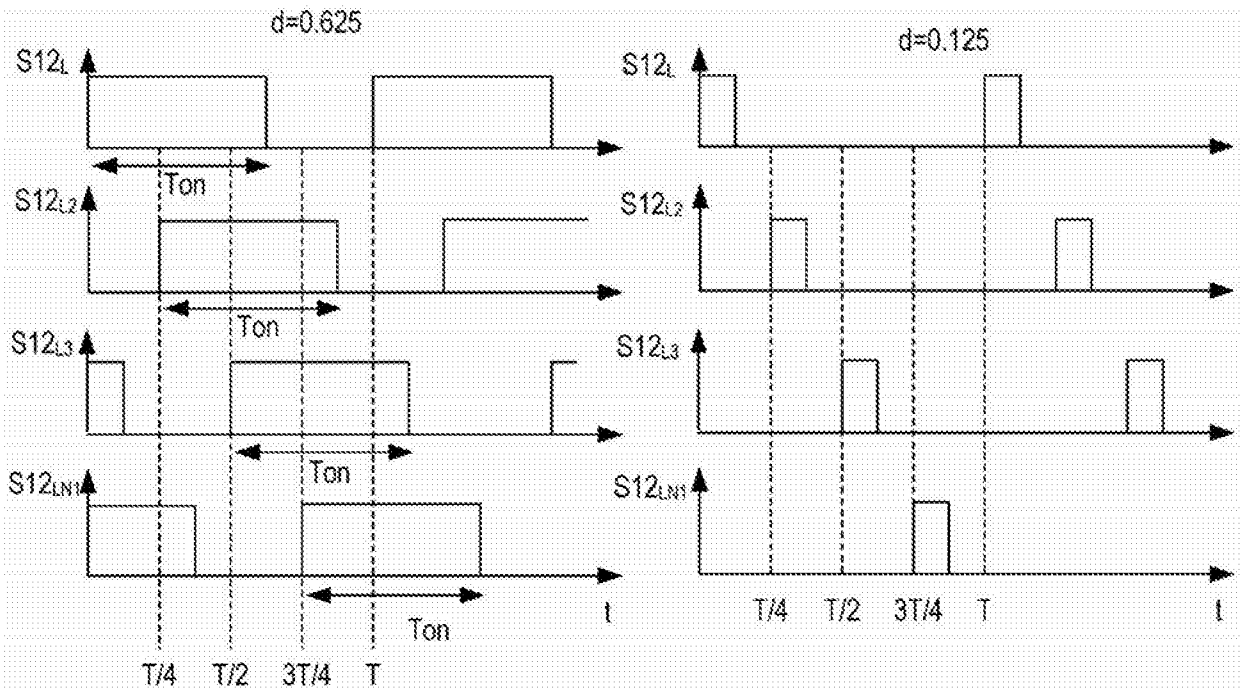 d=0.625
S12L
Ton
S12L2
Ton
S12L3
Ton
S12LN1
Ton
t
T/4 T/2 3T/4 T
d=0.125
S12L
S12L2
S12L3
S12LN1
T/4 T/2 3T/4 T t